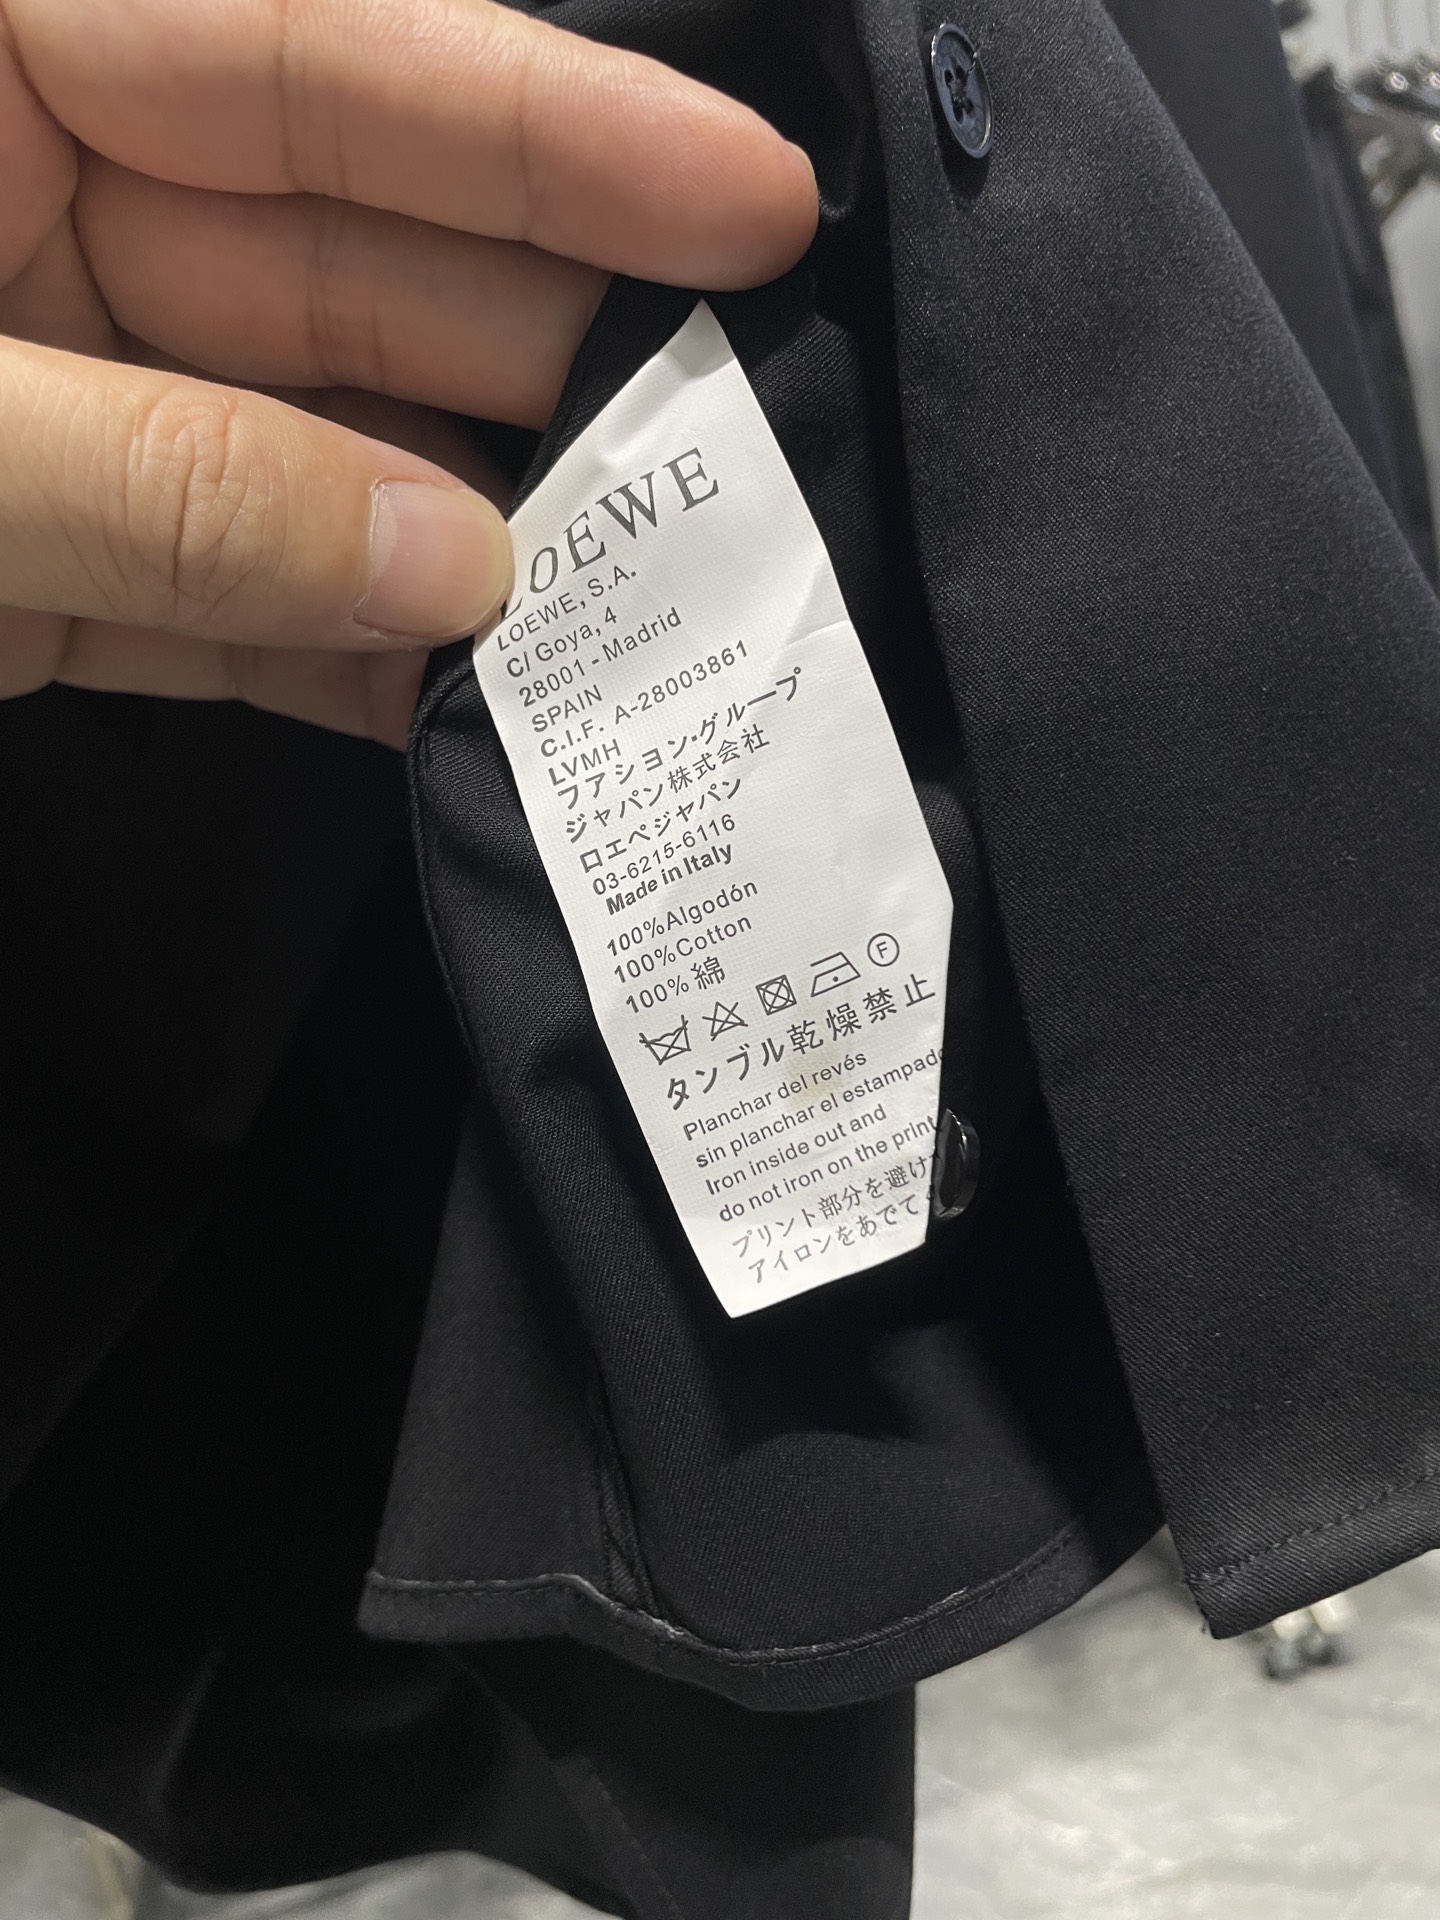 LOEWE
LOEWE, S.A.
C/ Goya, 4
28001 - Madrid
SPAIN
C.I.F. A-28003861
LVMH
フアシヨン・グループ
ジャパン株式会社
ロエベジャパン
03-6215-6116
Made in Italy
100%Algodón
100%Cotton
100%綿
F
タンブル乾燥禁止
Planchar del revés
sin planchar el estampado
Iron inside out and
do not iron on the print
プリント部分を避け
アイロンをあてて